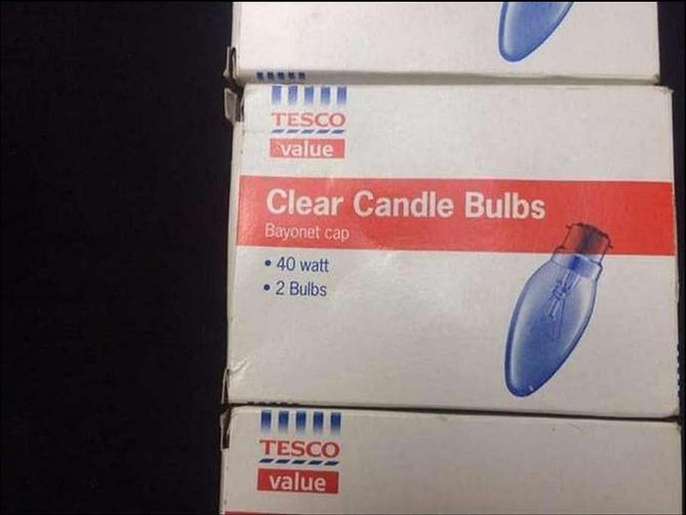 TESCO
value
Clear Candle Bulbs
Bayonet cap
• 40 watt
• 2 Bulbs
TESCO
value